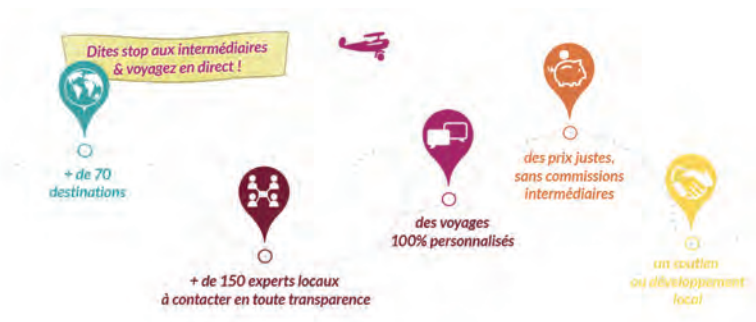 Dites stop aux intermédiaires
& voyagez en direct !
+ de 70
destinations
+ de 150 experts locaux
à contacter en toute transparence
des voyages
100% personnalisés
des prix justes,
sans commissions
intermédiaires
un soutien
au développement
local